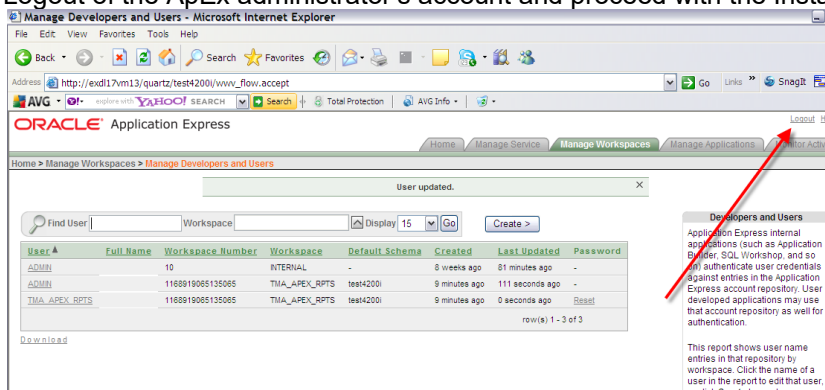 Logout of the ApEx administrator's account and proceed with the
Manage Developers and Users - Microsoft Internet Explorer
File Edit View Favorites Tools Help
Back Search Favorites
Address http://exdl17vm13/quartz/test4200i/wwv_flow.accept Go Links » SnagIt
AVG explore with YAHOO! SEARCH Search Total Protection AVG Info
ORACLE Application Express
Logout H
Home Manage Service Manage Workspaces Manage Applications Monitor Activ
Home > Manage Workspaces > Manage Developers and Users
User updated.
Find User Workspace Display 15 Go Create >
User Full Name Workspace Number Workspace Default Schema Created Last Updated Password
ADMIN 10 INTERNAL - 8 weeks ago 81 minutes ago -
ADMIN 1168919065135065 TMA_APEX_RPTS test4200i 9 minutes ago 111 seconds ago -
TMA_APEX_RPTS 1168919065135065 TMA_APEX_RPTS test4200i 9 minutes ago 0 seconds ago Reset
row(s) 1 - 3 of 3
Download
Developers and Users
Application Express internal
applications (such as Application
Builder, SQL Workshop, and so
on) authenticate user credentials
against entries in the Application
Express account repository. User
developed applications may use
that account repository as well for
authentication.
This report shows user name
entries in that repository by
workspace. Click the name of a
user in the report to edit that user,